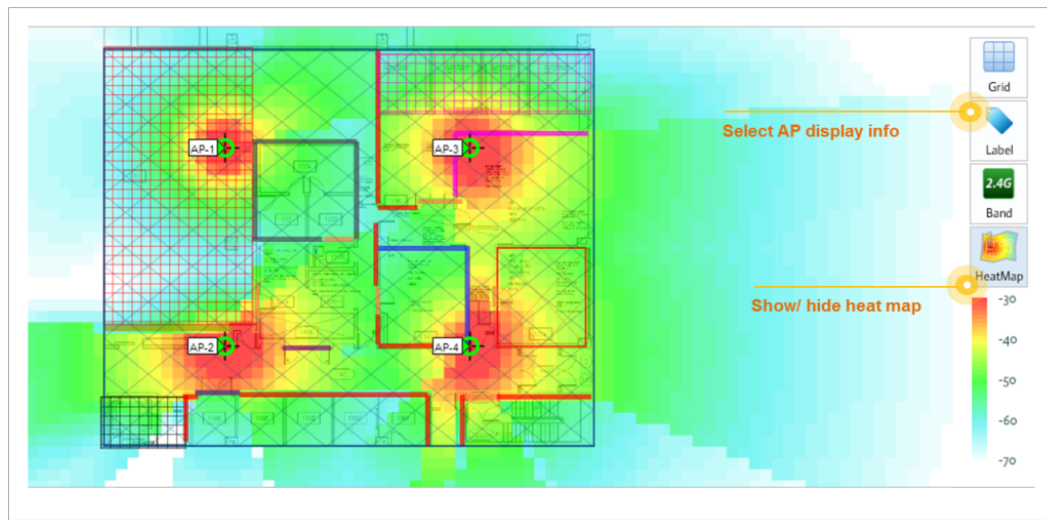 Grid
Select AP display info
Label
AP-1
AP-3
2.4G
Band
HeatMap
Show/ hide heat map
-30
AP-2
AP-4
-40
-50
-60
-70